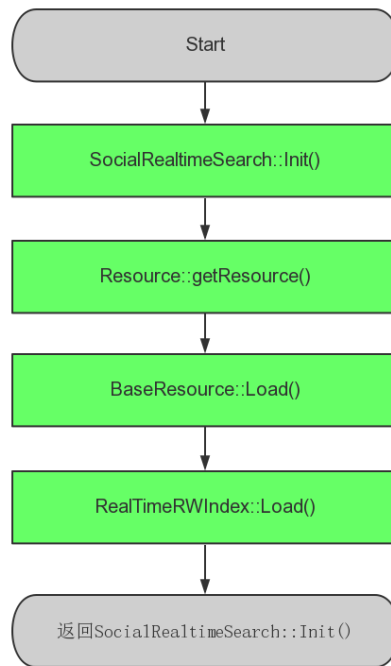 Start
SocialRealtimeSearch::Init()
Resource::getResource()
BaseResource::Load()
RealTimeRWIndex::Load()
返回SocialRealtimeSearch::Init()